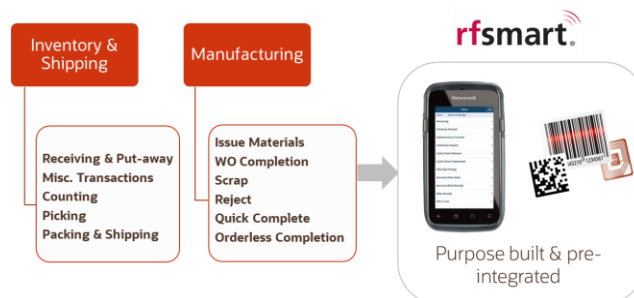 Inventory &
Shipping
Manufacturing
rfsmart
Receiving & Put-away
Misc. Transactions
Counting
Picking
Packing & Shipping
Issue Materials
WO Completion
Scrap
Reject
Quick Complete
Orderless Completion
Honeywell
Purpose built & pre-
integrated